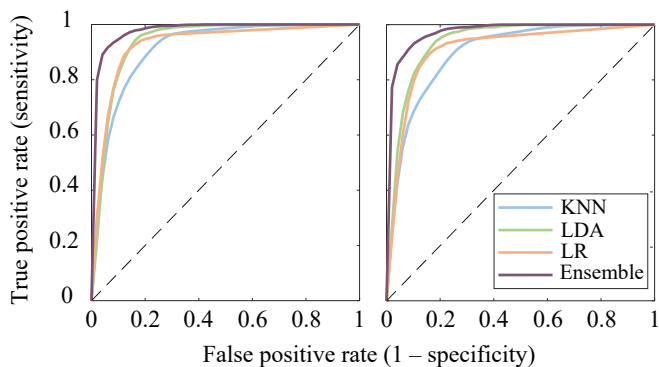 True positive rate (sensitivity)
1
0.8
0.6
0.4
0.2
0
0 0.2 0.4 0.6 0.8 1
0 0.2 0.4 0.6 0.8 1
KNN
LDA
LR
Ensemble
False positive rate (1 – specificity)